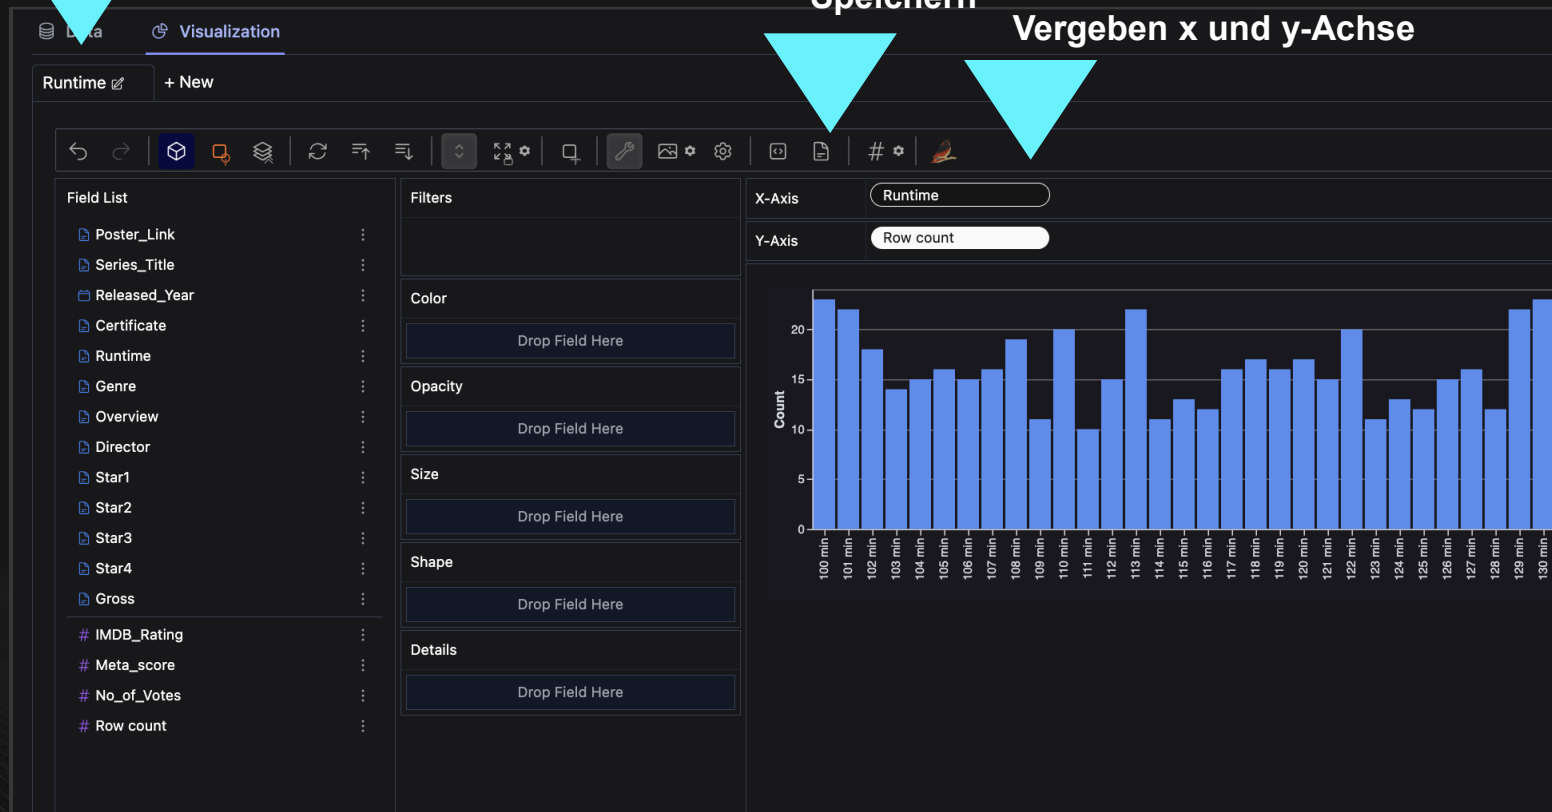 Speichern
Vergeben x und y-Achse
Data
Visualization
Runtime
+ New
Field List
Poster_Link
Series_Title
Released_Year
Certificate
Runtime
Genre
Overview
Director
Star1
Star2
Star3
Star4
Gross
# IMDB_Rating
# Meta_score
# No_of_Votes
# Row count
Filters
Color
Drop Field Here
Opacity
Drop Field Here
Size
Drop Field Here
Shape
Drop Field Here
Details
Drop Field Here
X-Axis
Runtime
Y-Axis
Row count
Count
20
15
10
5
0
100 min
101 min
102 min
103 min
104 min
105 min
106 min
107 min
108 min
109 min
110 min
111 min
112 min
113 min
114 min
115 min
116 min
117 min
118 min
119 min
120 min
121 min
122 min
123 min
124 min
125 min
126 min
127 min
128 min
129 min
130 min